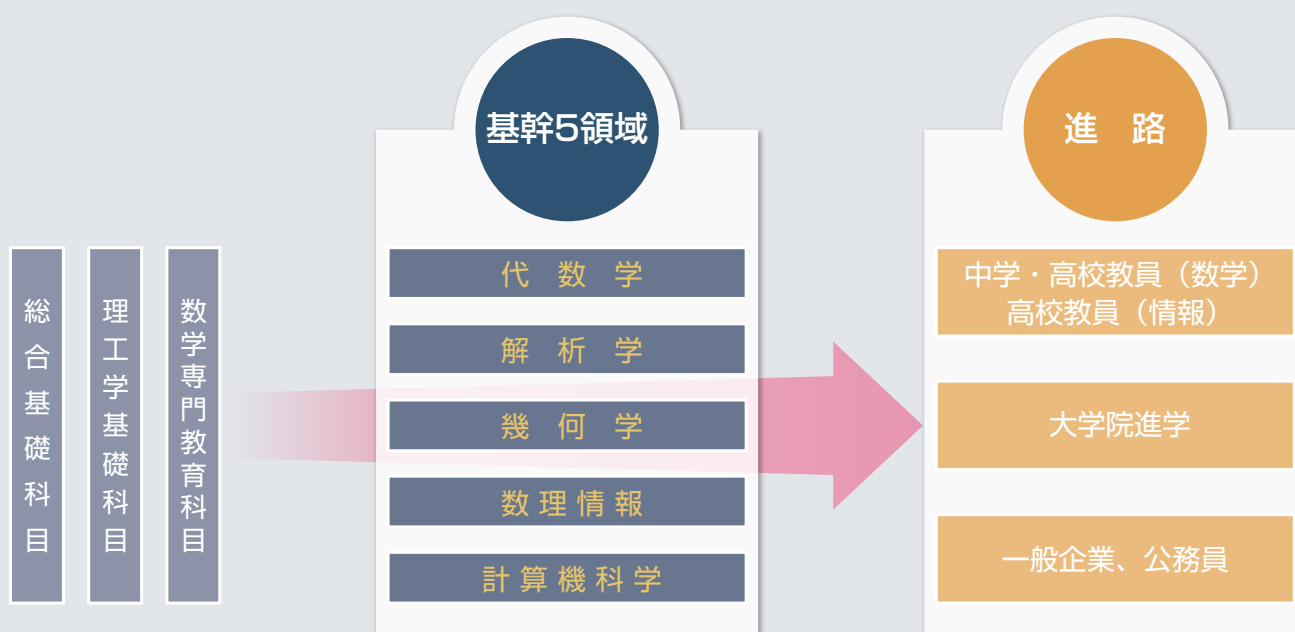 総合基礎科目
理工学基礎科目
数学専門教育科目
基幹5領域
代数学
解析学
幾何学
数理情報
計算機科学
進路
中学・高校教員（数学）
高校教員（情報）
大学院進学
一般企業、公務員